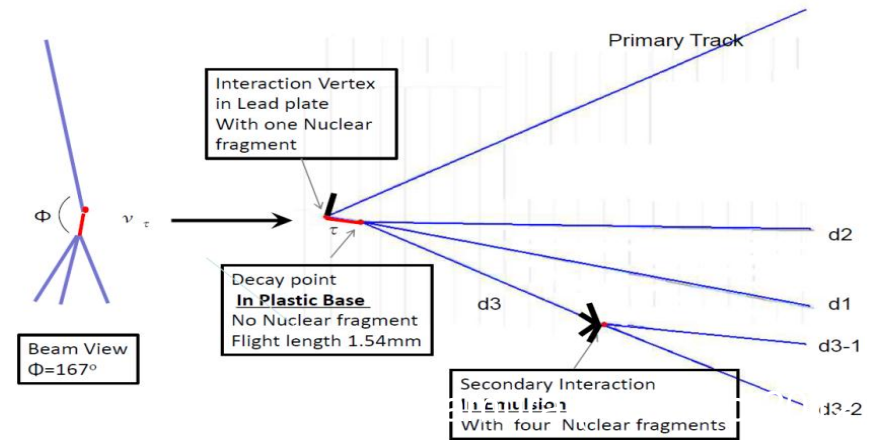 Primary Track
Interaction Vertex
in Lead plate
With one Nuclear
fragment
Φ
ν τ
τ
d2
Decay point
In Plastic Base
No Nuclear fragment
Flight length 1.54mm
d3
d1
Beam View
Φ=167°
d3-1
Secondary Interaction
In Emulsion
With four Nuclear fragments
d3-2